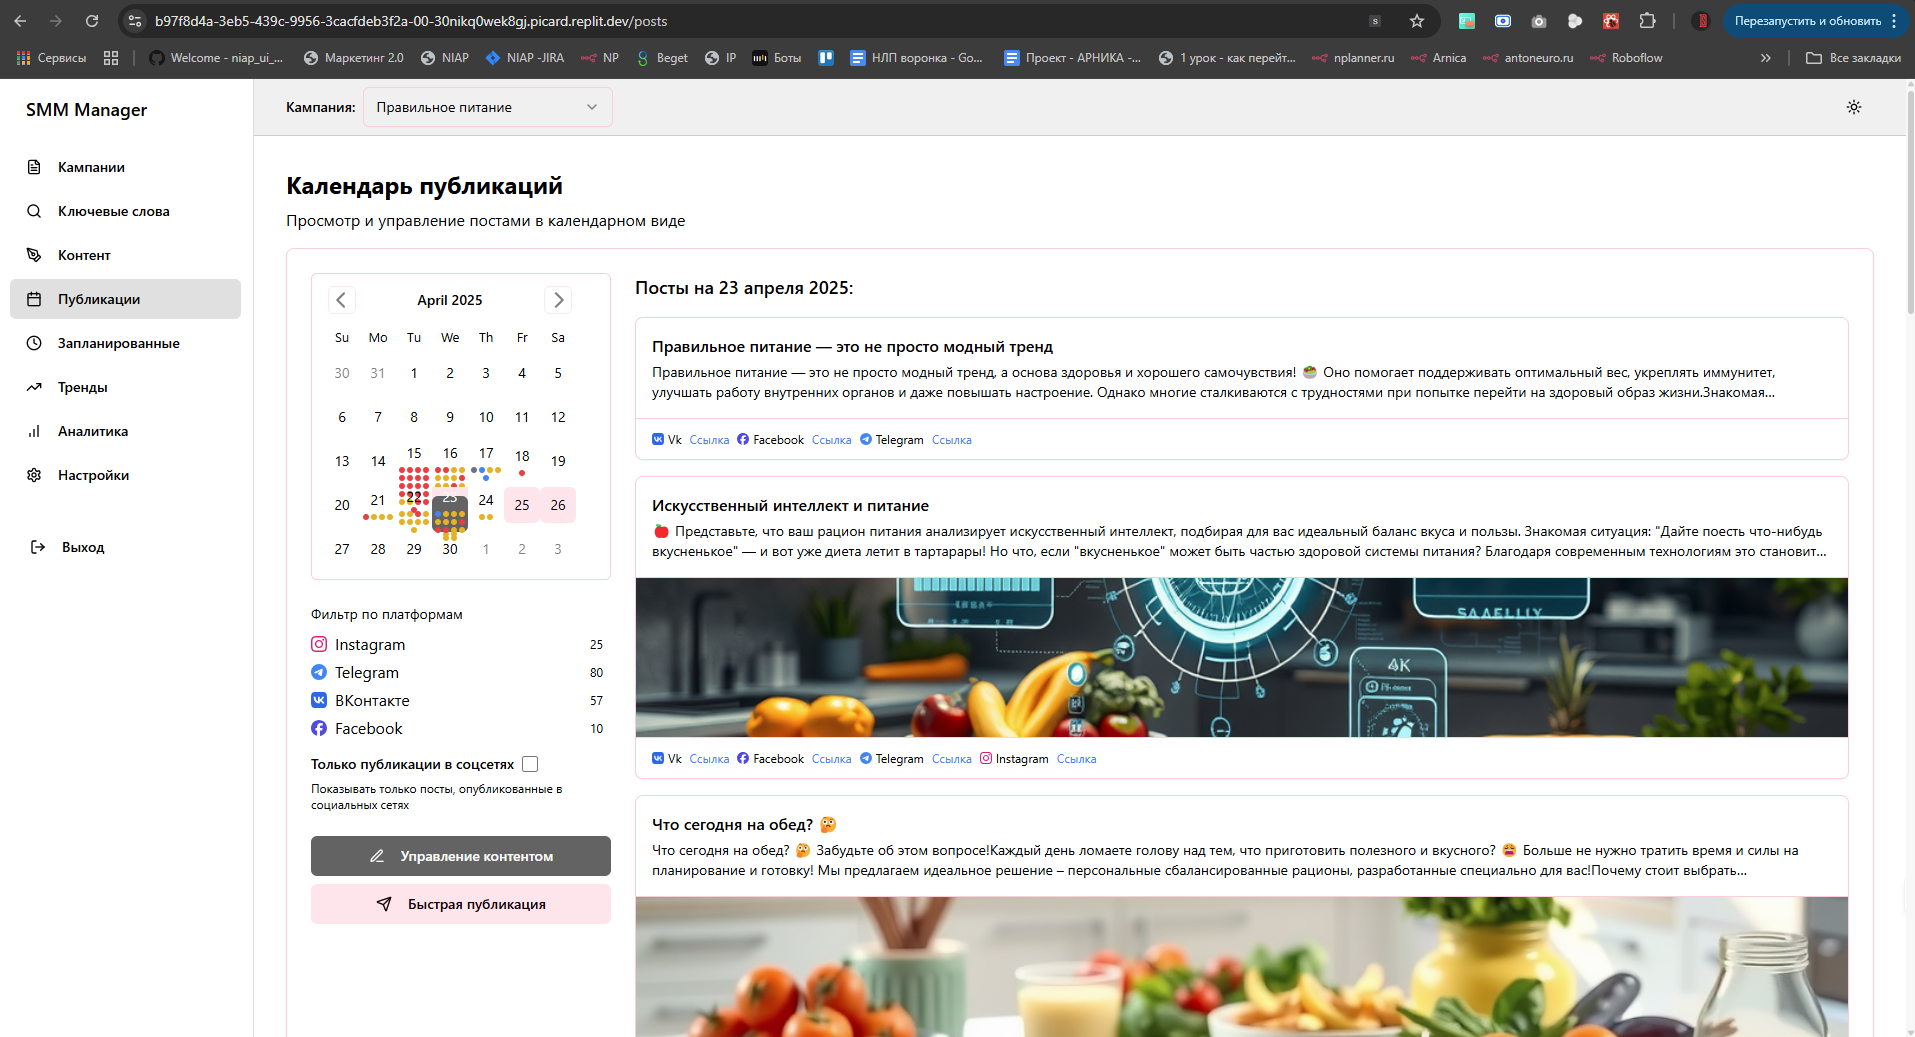 b97f8d4a-3eb5-439c-9956-3cacfdeb3f2a-00-30nikq0wek8gj.picard.replit.dev/posts
Перезапустить и обновить
Сервисы
Welcome - niap_ui_...
Маркетинг 2.0
NIAP
NIAP -JIRA
NP
Beget
IP
Боты
НЛП воронка - Go...
Проект - АРНИКА -...
1 урок - как перейт...
nplanner.ru
Arnica
antoneuro.ru
Roboflow
Все закладки
SMM Manager
Кампания:
Правильное питание
Кампании
Ключевые слова
Контент
Публикации
Запланированные
Тренды
Аналитика
Настройки
Выход
Календарь публикаций
Просмотр и управление постами в календарном виде
April 2025
Su Mo Tu We Th Fr Sa
30 31 1 2 3 4 5
6 7 8 9 10 11 12
13 14 15 16 17 18 19
20 21 22 23 24 25 26
27 28 29 30 1 2 3
Фильтр по платформам
Instagram 25
Telegram 80
ВКонтакте 57
Facebook 10
Только публикации в соцсетях
Показывать только посты, опубликованные в
социальных сетях
Управление контентом
Быстрая публикация
Посты на 23 апреля 2025:
Правильное питание — это не просто модный тренд
Правильное питание — это не просто модный тренд, а основа здоровья и хорошего самочувствия! 🥗 Оно помогает поддерживать оптимальный вес, укреплять иммунитет,
улучшать работу внутренних органов и даже повышать настроение. Однако многие сталкиваются с трудностями при попытке перейти на здоровый образ жизни.Знакомая...
Vk Ссылка Facebook Ссылка Telegram Ссылка
Искусственный интеллект и питание
🍎 Представьте, что ваш рацион питания анализирует искусственный интеллект, подбирая для вас идеальный баланс вкуса и пользы. Знакомая ситуация: "Дайте поесть что-нибудь
вкусненькое" — и вот уже диета летит в тартарары! Но что, если "вкусненькое" может быть частью здоровой системы питания? Благодаря современным технологиям это становит...
SAAELLIY
4K
Vk Ссылка Facebook Ссылка Telegram Ссылка Instagram Ссылка
Что сегодня на обед? 🤔
Что сегодня на обед? 🤔 Забудьте об этом вопросе!Каждый день ломаете голову над тем, что приготовить полезного и вкусного? 😩 Больше не нужно тратить время и силы на
планирование и готовку! Мы предлагаем идеальное решение – персональные сбалансированные рационы, разработанные специально для вас!Почему стоит выбрать...